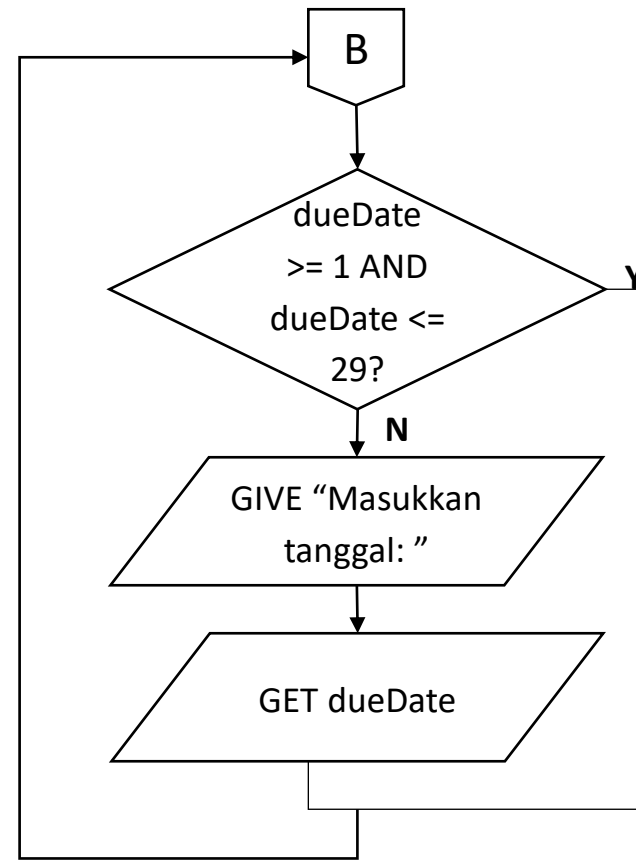 B
dueDate
>= 1 AND
dueDate <=
29?
Y
N
GIVE “Masukkan
tanggal: ”
GET dueDate